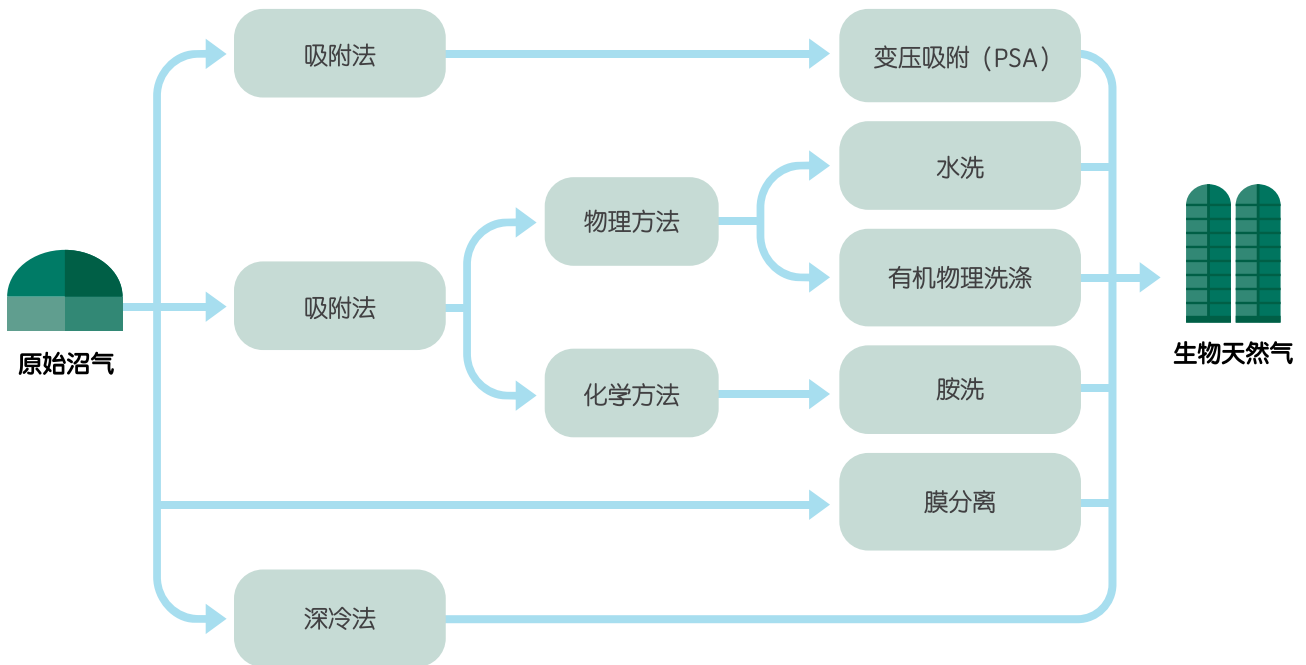 吸附法
变压吸附（PSA）
水洗
物理方法
有机物理洗涤
原始沼气
吸附法
生物天然气
化学方法
胺洗
膜分离
深冷法